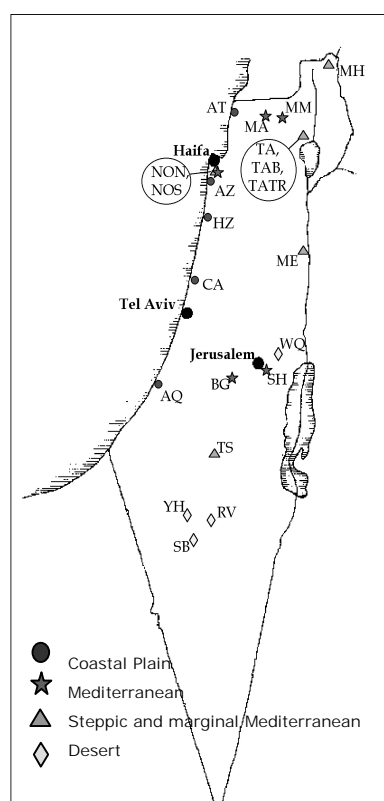 MH
AT
MM
MA
Haifa
TA,
TAB,
TATR
NON,
NOS
AZ
HZ
ME
CA
Tel Aviv
WQ
Jerusalem
SH
BG
AQ
TS
YH
RV
SB
Coastal Plain
Mediterranean
Steppic and marginal Mediterranean
Desert